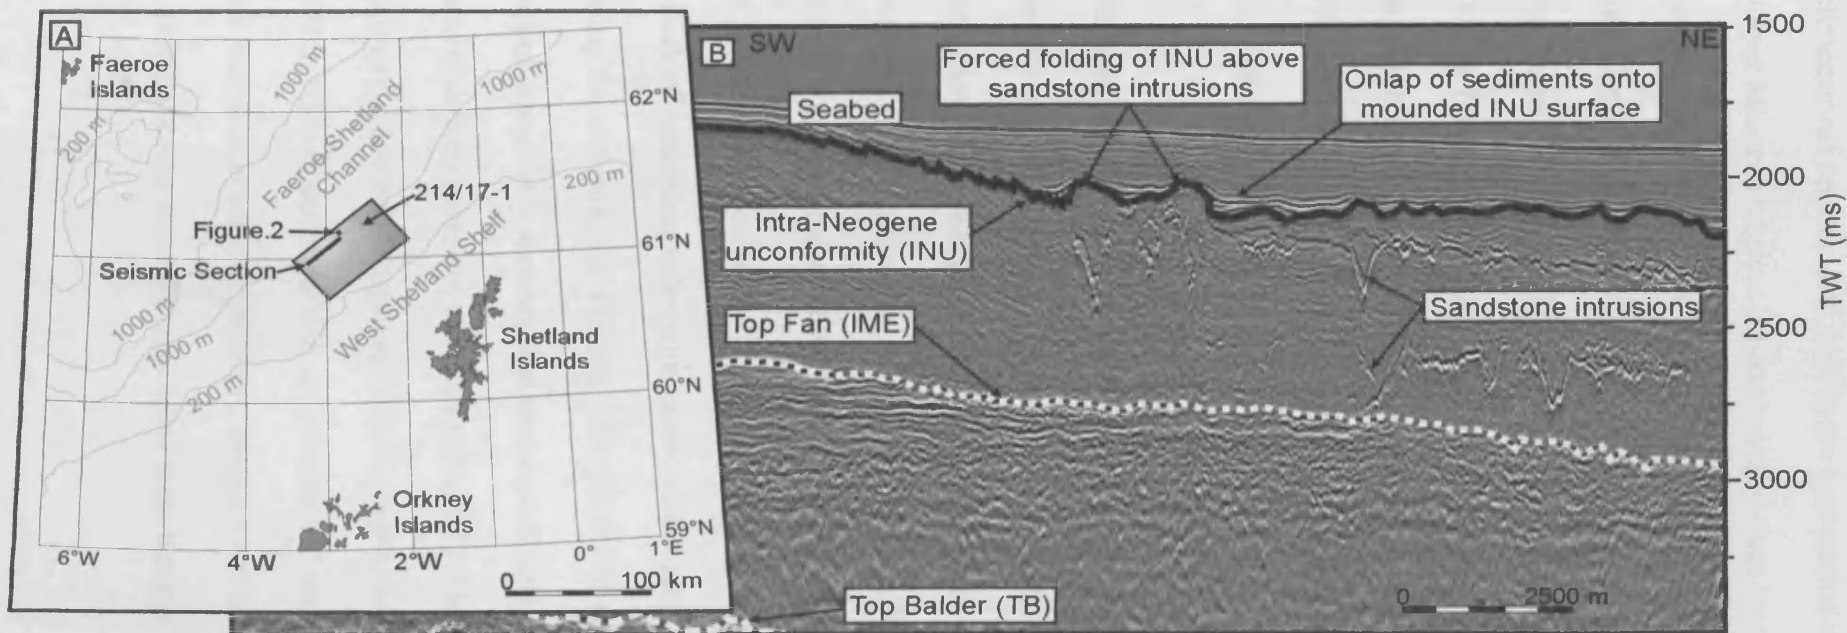 A
Faeroe
islands
200 m
1000 m
1000 m
Faeroe-Shetland
Channel
62°N
200 m
214/17-1
Figure.2
61°N
Seismic Section
West Shetland Shelf
1000 m
1000 m
200 m
Shetland
Islands
60°N
Orkney
Islands
59°N
6°W
4°W
2°W
0°
1°E
0
100 km
B
SW
NE
Forced folding of INU above
sandstone intrusions
Onlap of sediments onto
mounded INU surface
Seabed
Intra-Neogene
unconformity (INU)
Sandstone intrusions
Top Fan (IME)
Top Balder (TB)
0
2500 m
1500
2000
2500
3000
TWT (ms)